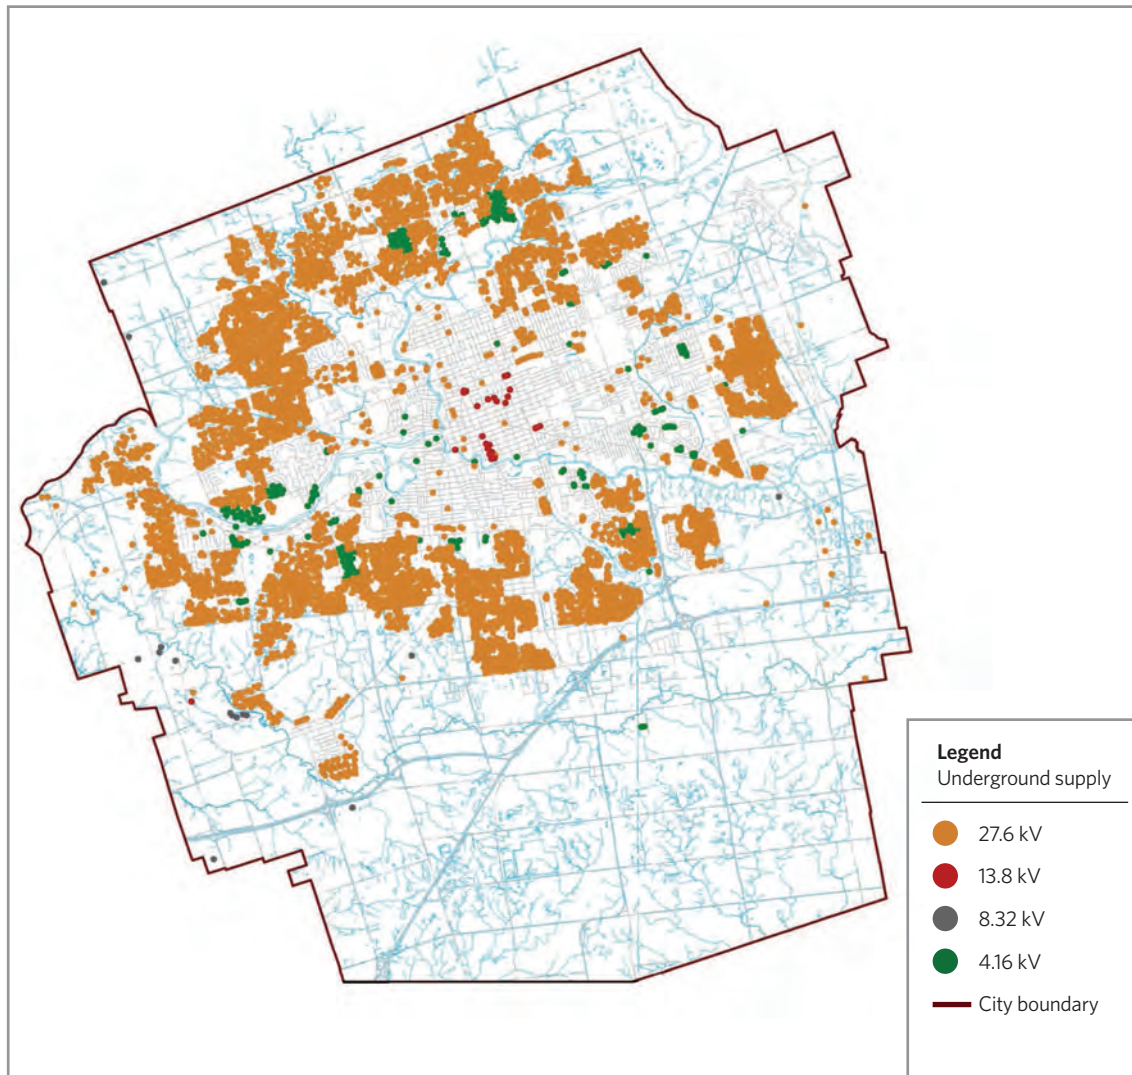 Legend
Underground supply
27.6 kV
13.8 kV
8.32 kV
4.16 kV
City boundary